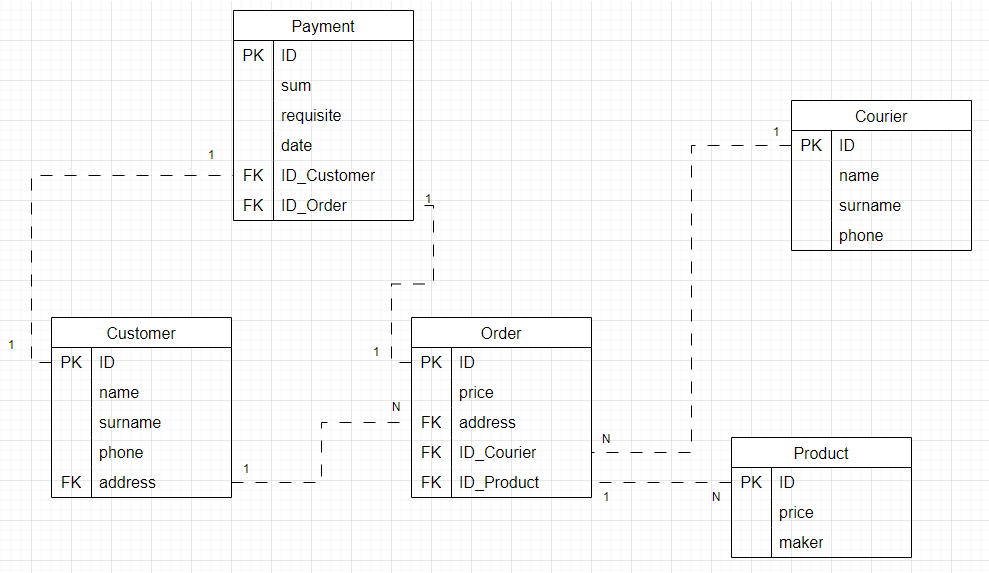 Payment
PK ID
sum
requisite
date
FK ID_Customer
FK ID_Order
1
1
Courier
1
PK ID
name
surname
phone
1
Customer
PK ID
name
surname
phone
FK address
1
1
N
Order
PK ID
price
FK address
FK ID_Courier
FK ID_Product
N
1
N
Product
PK ID
price
maker